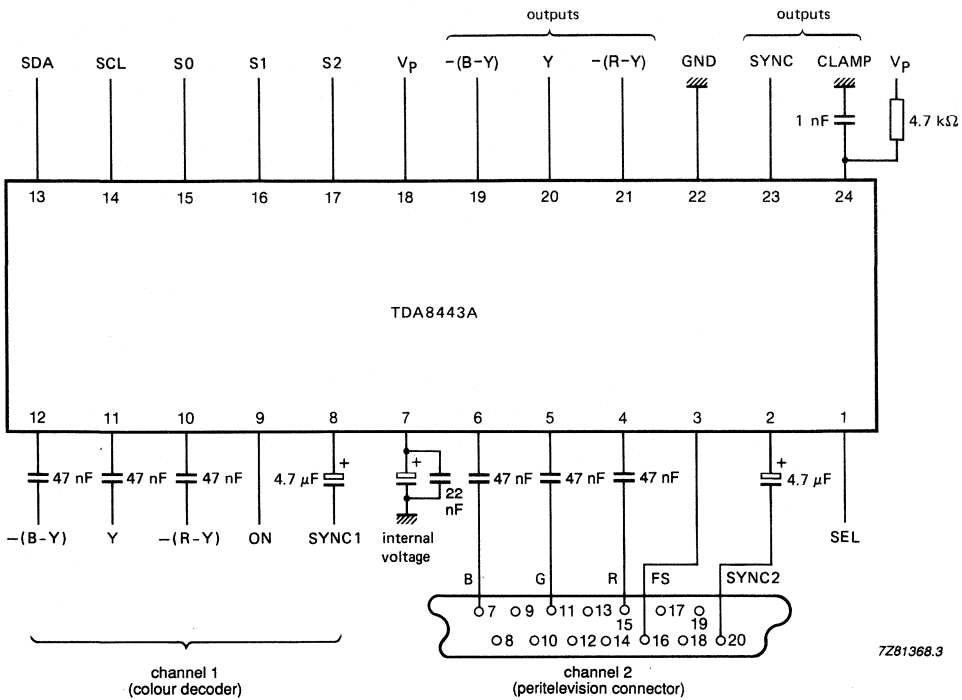 outputs
outputs
SDA SCL S0 S1 S2 VP –(B–Y) Y –(R–Y) GND SYNC CLAMP VP
1 nF 4.7 kΩ
13 14 15 16 17 18 19 20 21 22 23 24
TDA8443A
12 11 10 9 8 7 6 5 4 3 2 1
47 nF 47 nF 47 nF 4.7 µF + + 22 nF 47 nF 47 nF 47 nF + 4.7 µF
–(B–Y) Y –(R–Y) ON SYNC1 internal voltage SEL
B G R FS SYNC2
7 9 11 13 15 17 19
8 10 12 14 16 18 20
7Z81368.3
channel 1
(colour decoder)
channel 2
(peritelevision connector)